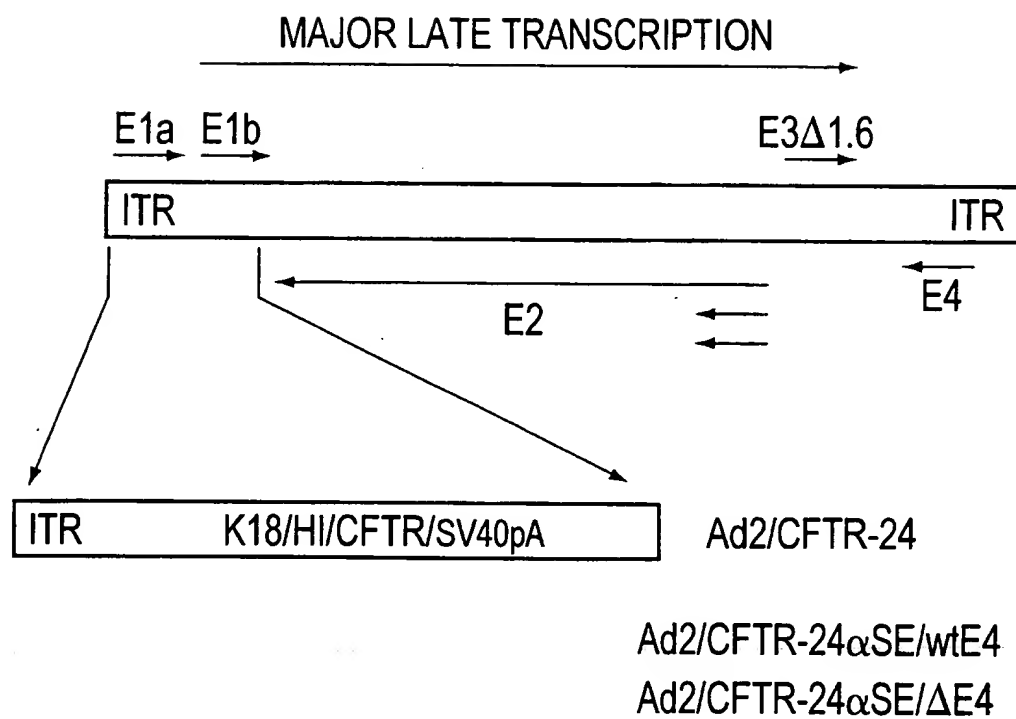 MAJOR LATE TRANSCRIPTION
E1a E1b E3Δ1.6
ITR ITR
E2 E4
ITR K18/HI/CFTR/SV40pA Ad2/CFTR-24
Ad2/CFTR-24αSE/wtE4
Ad2/CFTR-24αSE/ΔE4